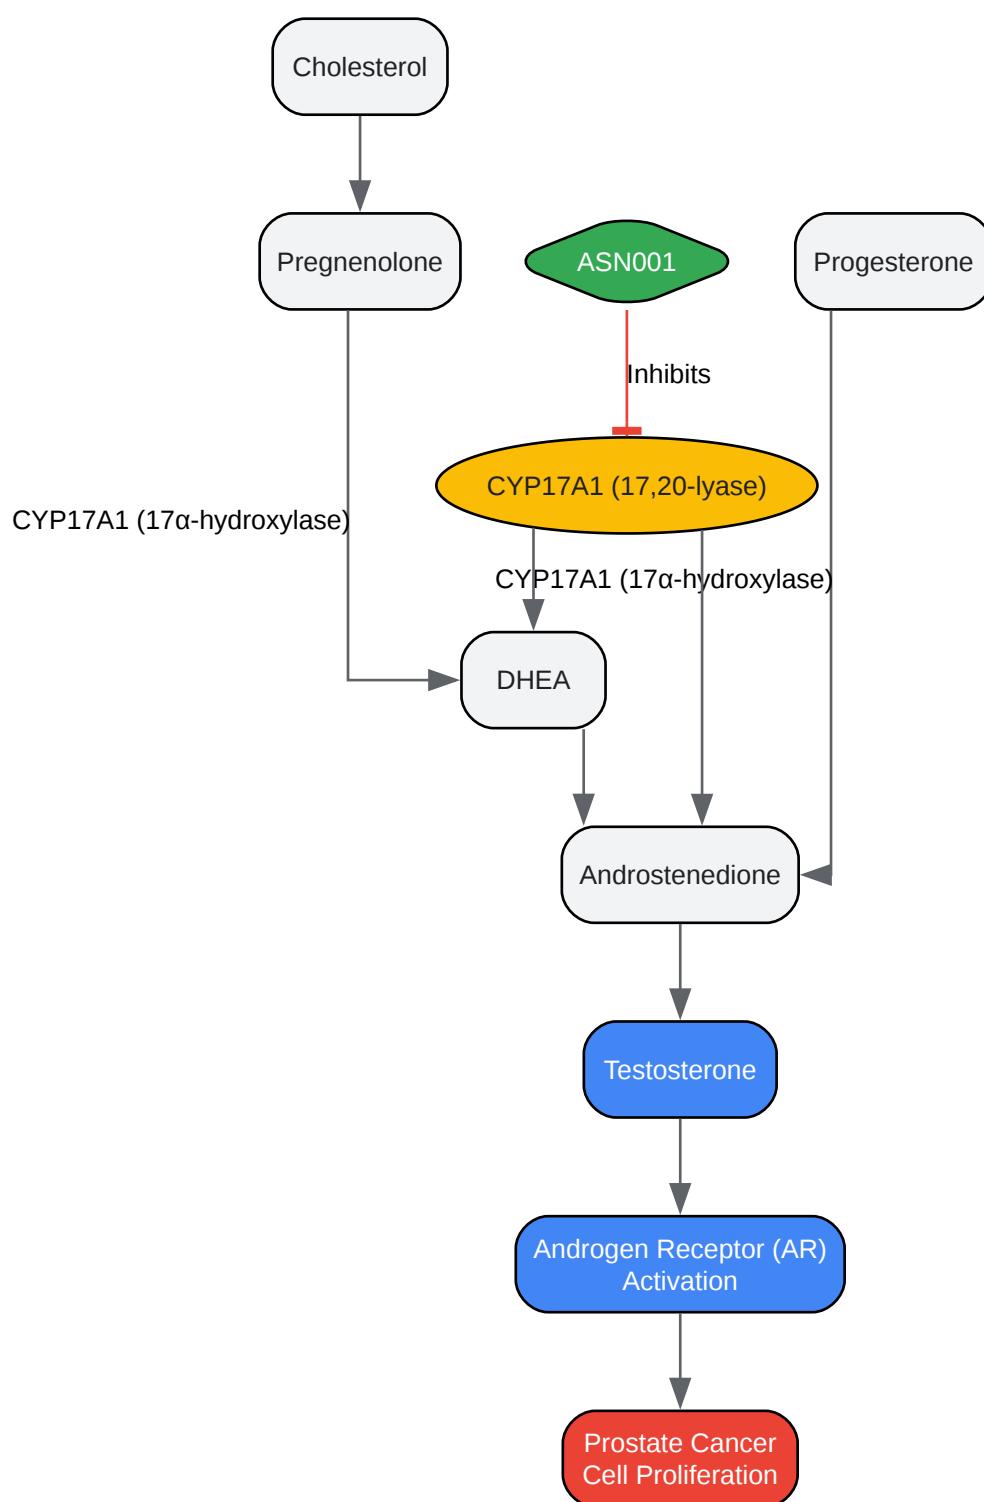 Cholesterol
Pregnenolone
ASN001
Progesterone
Inhibits
CYP17A1 (17,20-lyase)
CYP17A1 (17α-hydroxylase)
CYP17A1 (17α-hydroxylase)
DHEA
Androstenedione
Testosterone
Androgen Receptor (AR)
Activation
Prostate Cancer
Cell Proliferation